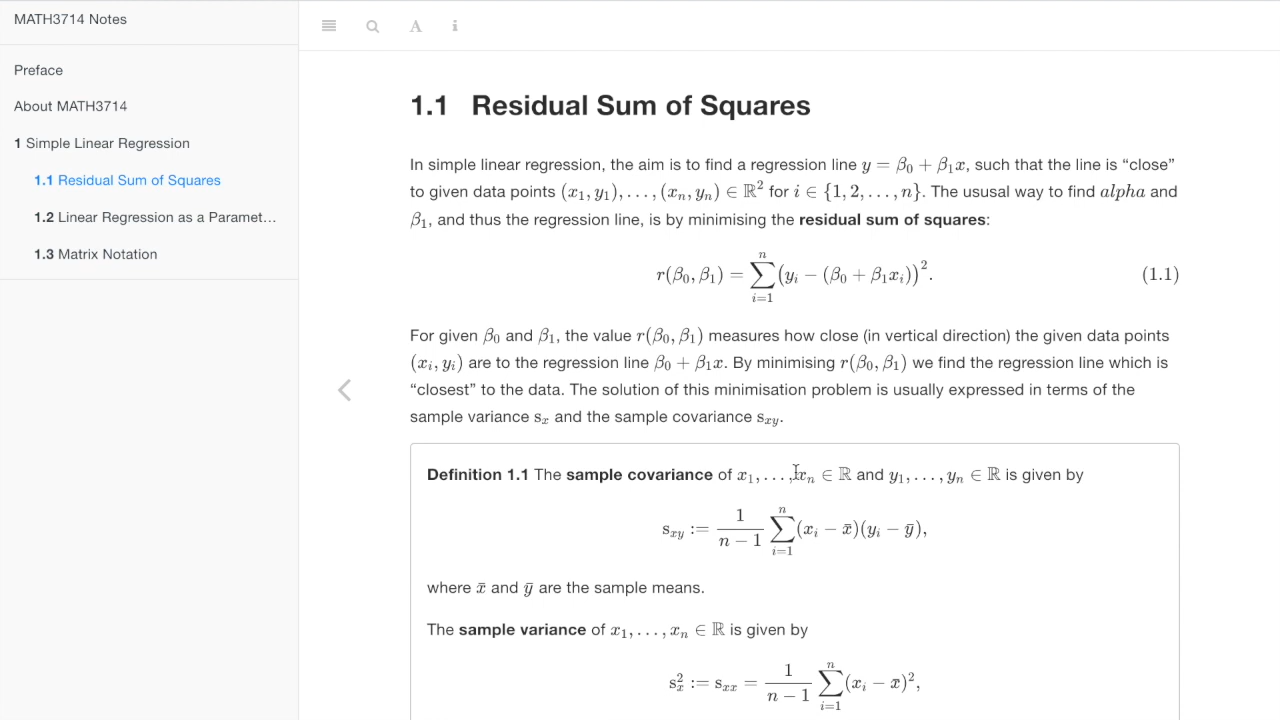 MATH3714 Notes
Preface
About MATH3714
1 Simple Linear Regression
1.1 Residual Sum of Squares
1.2 Linear Regression as a Paramet...
1.3 Matrix Notation
A i
1.1 Residual Sum of Squares
In simple linear regression, the aim is to find a regression line y = β₀ + β₁x, such that the line is “close”
to given data points (x₁, y₁), . . . , (xₙ, yₙ) ∈ ℝ² for i ∈ {1, 2, . . . , n}. The ususal way to find alpha and
β₁, and thus the regression line, is by minimising the residual sum of squares:
r(β₀, β₁) = ∑ᵢ₌₁ⁿ (yᵢ − (β₀ + β₁xᵢ))². (1.1)
For given β₀ and β₁, the value r(β₀, β₁) measures how close (in vertical direction) the given data points
(xᵢ, yᵢ) are to the regression line β₀ + β₁x. By minimising r(β₀, β₁) we find the regression line which is
“closest” to the data. The solution of this minimisation problem is usually expressed in terms of the
sample variance s_x and the sample covariance s_xy.
Definition 1.1 The sample covariance of x₁, . . . , xₙ ∈ ℝ and y₁, . . . , yₙ ∈ ℝ is given by
s_xy := 1/(n − 1) ∑ᵢ₌₁ⁿ (xᵢ − x̄)(yᵢ − ȳ),
where x̄ and ȳ are the sample means.
The sample variance of x₁, . . . , xₙ ∈ ℝ is given by
s_x² := s_xx = 1/(n − 1) ∑ᵢ₌₁ⁿ (xᵢ − x̄)²,